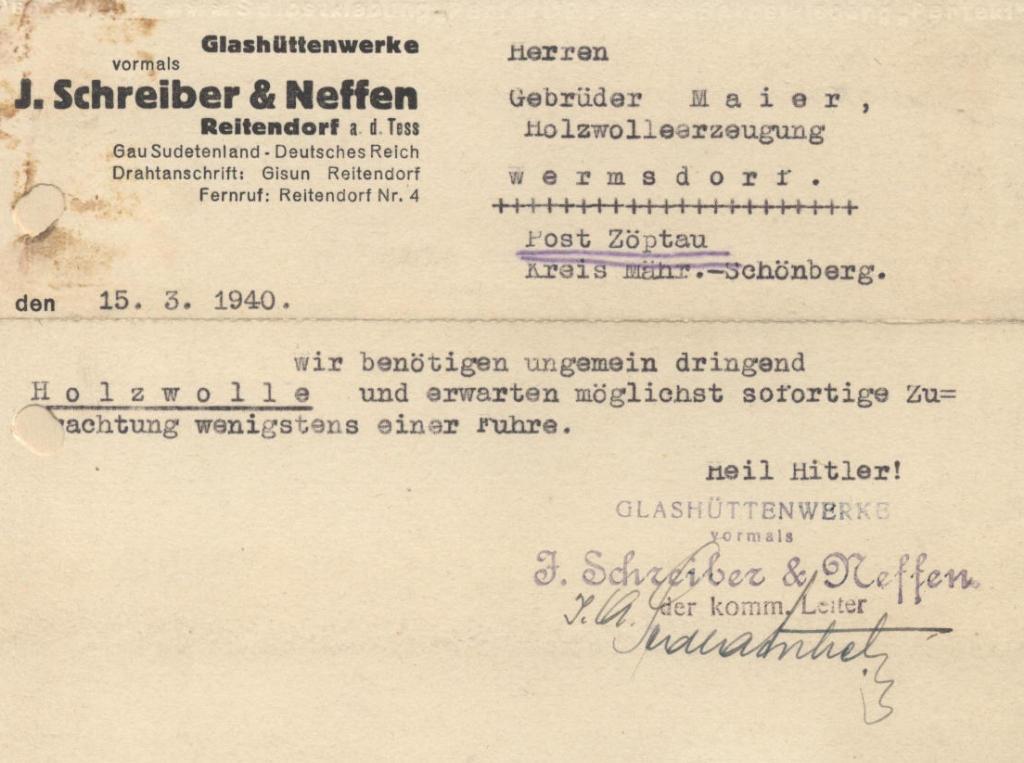 Glashüttenwerke
vormals
J. Schreiber & Neffen
Reitendorf a. d. Tess
Gau Sudetenland - Deutsches Reich
Drahtanschrift: Gisun Reitendorf
Fernruf: Reitendorf Nr. 4
den 15. 3. 1940.
Herren
Gebrüder Maier,
Holzwolleerzeugung
Wermsdorf.
+++++++++++++++++++++++
Post Zöptau
Kreis Mähr.-Schönberg.
Wir benötigen ungemein dringend
Holzwolle und erwarten möglichst sofortige Zu=
rachtung wenigstens einer Fuhre.
Heil Hitler!
GLASHÜTTENWERKE
vormals
J. Schreiber & Neffen
der komm. Leiter
I. A.